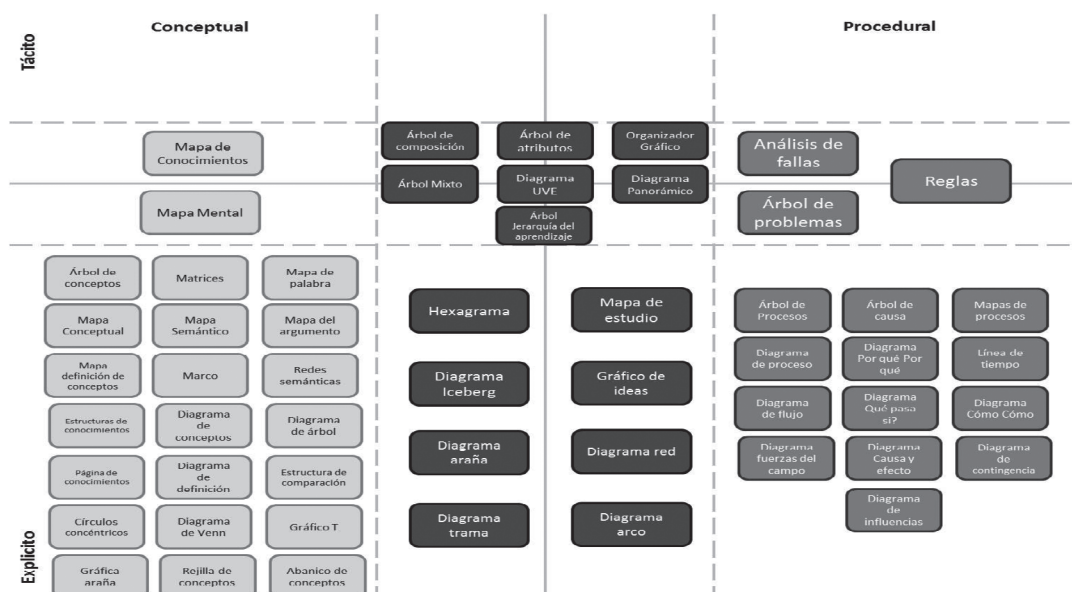 Conceptual
Procedural
Tácito
Mapa de
Conocimientos
Mapa Mental
Árbol de
composición
Árbol de
atributos
Organizador
Gráfico
Árbol Mixto
Diagrama
UVE
Diagrama
Panorámico
Árbol
Jerarquía del
aprendizaje
Análisis de
fallas
Reglas
Árbol de
problemas
Explícito
Árbol de
conceptos
Matrices
Mapa de
palabra
Mapa
Conceptual
Mapa
Semántico
Mapa del
argumento
Mapa
definición de
conceptos
Marco
Redes
semánticas
Estructuras de
conocimientos
Diagrama
de
conceptos
Diagrama
de árbol
Página de
conocimientos
Diagrama
de
definición
Estructura de
comparación
Círculos
concéntricos
Diagrama
de Venn
Gráfico T
Gráfica
araña
Rejilla de
conceptos
Abanico de
conceptos
Hexagrama
Mapa de
estudio
Diagrama
Iceberg
Gráfico de
ideas
Diagrama
araña
Diagrama red
Diagrama
trama
Diagrama
arco
Árbol de
Procesos
Árbol de
causa
Mapas de
procesos
Diagrama
de proceso
Diagrama
Por qué Por
qué
Línea de
tiempo
Diagrama
de flujo
Diagrama
Qué pasa
si?
Diagrama
Cómo Cómo
Diagrama
fuerzas del
campo
Diagrama
Causa y
efecto
Diagrama
de
contingencia
Diagrama
de
influencias